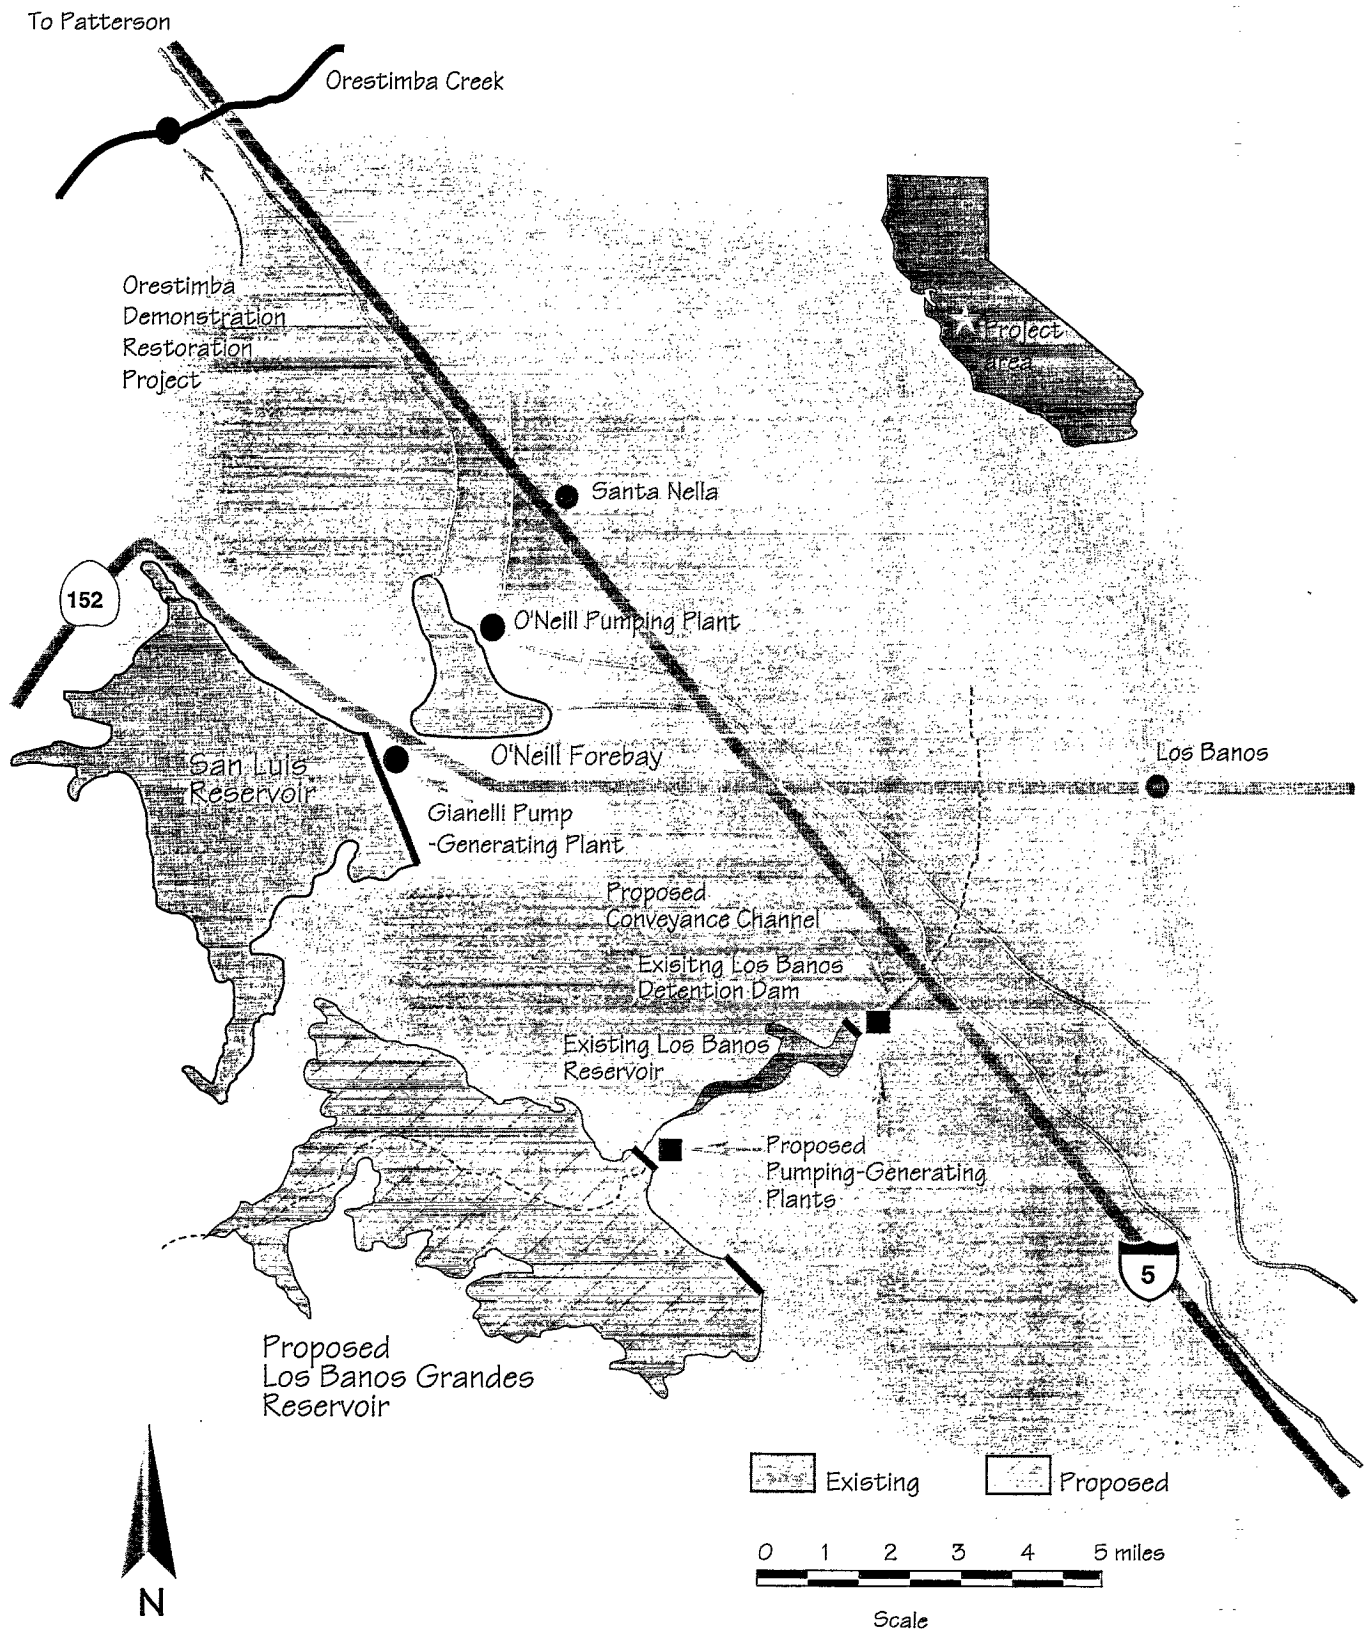 To Patterson
Orestimba Creek
Orestimba
Demonstration
Restoration
Project
Project
area
Santa Nella
152
O'Neill Pumping Plant
San Luis
Reservoir
O'Neill Forebay
Los Banos
Gianelli Pump
-Generating Plant
Proposed
Conveyance Channel
Exisitng Los Banos
Detention Dam
Existing Los Banos
Reservoir
Proposed
Pumping-Generating
Plants
5
Proposed
Los Banos Grandes
Reservoir
Existing
Proposed
0 1 2 3 4 5 miles
Scale
N